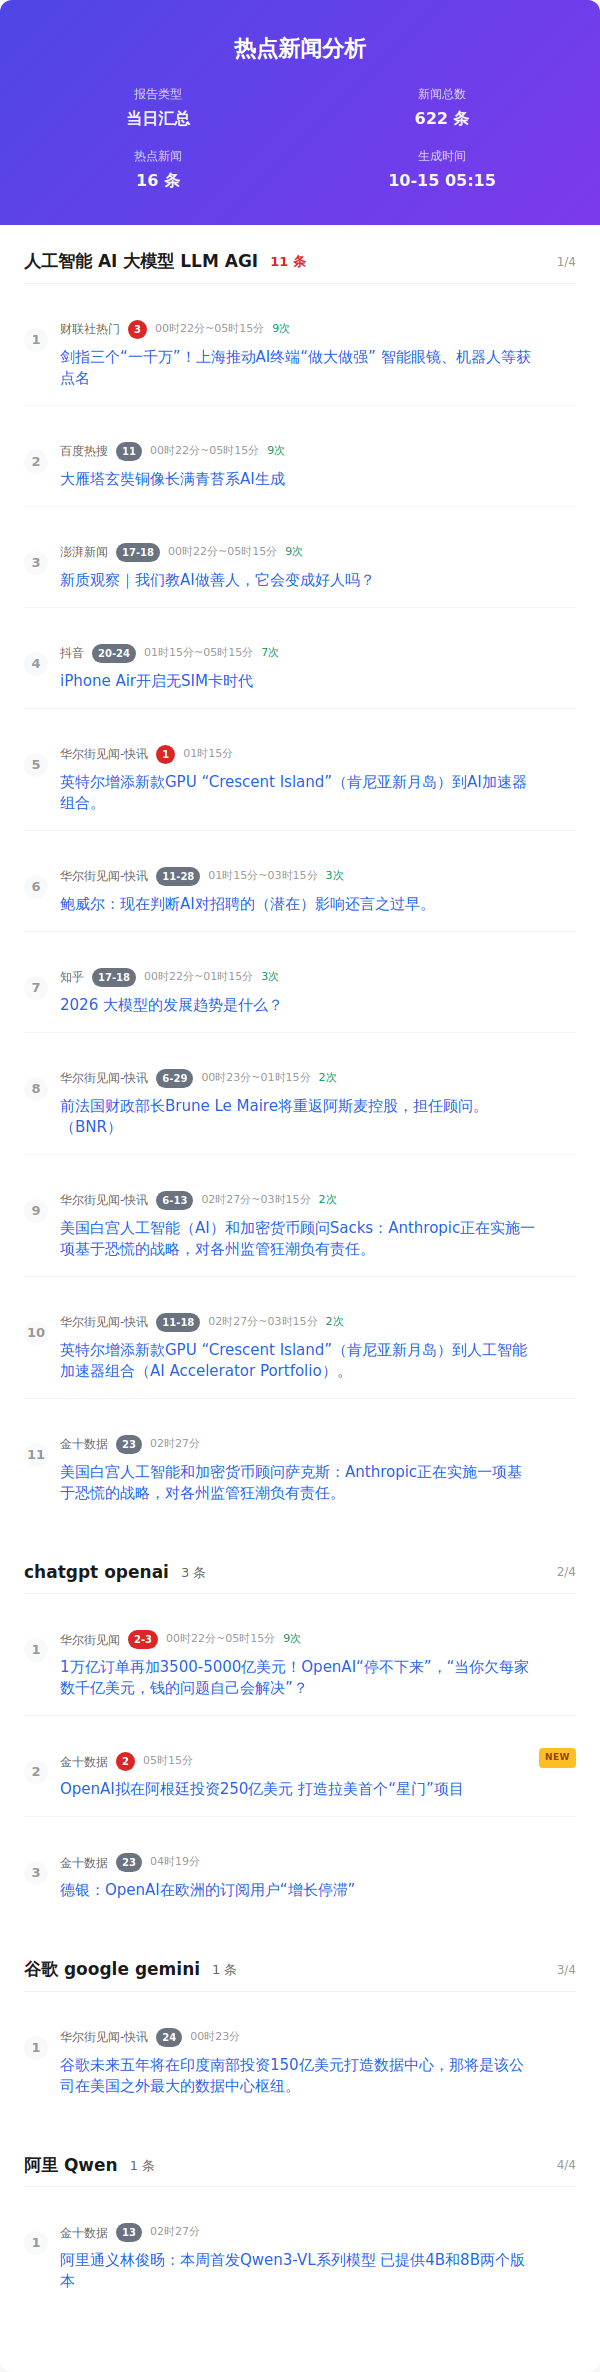 热点新闻分析
报告类型
新闻总数
当日汇总
622 条
热点新闻
生成时间
16 条
10-15 05:15
人工智能 AI 大模型 LLM AGI 11 条 1/4
1 财联社热门 3 00时22分~05时15分 9次
剑指三个“一千万”！上海推动AI终端“做大做强” 智能眼镜、机器人等获
点名
2 百度热搜 11 00时22分~05时15分 9次
大雁塔玄奘铜像长满青苔系AI生成
3 澎湃新闻 17-18 00时22分~05时15分 9次
新质观察｜我们教AI做善人，它会变成好人吗？
4 抖音 20-24 01时15分~05时15分 7次
iPhone Air开启无SIM卡时代
5 华尔街见闻-快讯 1 01时15分
英特尔增添新款GPU “Crescent Island”（肯尼亚新月岛）到AI加速器
组合。
6 华尔街见闻-快讯 11-28 01时15分~03时15分 3次
鲍威尔：现在判断AI对招聘的（潜在）影响还言之过早。
7 知乎 17-18 00时22分~01时15分 3次
2026 大模型的发展趋势是什么？
8 华尔街见闻-快讯 6-29 00时23分~01时15分 2次
前法国财政部长Brune Le Maire将重返阿斯麦控股，担任顾问。
（BNR）
9 华尔街见闻-快讯 6-13 02时27分~03时15分 2次
美国白宫人工智能（AI）和加密货币顾问Sacks：Anthropic正在实施一
项基于恐慌的战略，对各州监管狂潮负有责任。
10 华尔街见闻-快讯 11-18 02时27分~03时15分 2次
英特尔增添新款GPU “Crescent Island”（肯尼亚新月岛）到人工智能
加速器组合（AI Accelerator Portfolio）。
11 金十数据 23 02时27分
美国白宫人工智能和加密货币顾问萨克斯：Anthropic正在实施一项基
于恐慌的战略，对各州监管狂潮负有责任。
chatgpt openai 3 条 2/4
1 华尔街见闻 2-3 00时22分~05时15分 9次
1万亿订单再加3500-5000亿美元！OpenAI“停不下来”，“当你欠每家
数千亿美元，钱的问题自己会解决”？
2 金十数据 2 05时15分 NEW
OpenAI拟在阿根廷投资250亿美元 打造拉美首个“星门”项目
3 金十数据 23 04时19分
德银：OpenAI在欧洲的订阅用户“增长停滞”
谷歌 google gemini 1 条 3/4
1 华尔街见闻-快讯 24 00时23分
谷歌未来五年将在印度南部投资150亿美元打造数据中心，那将是该公
司在美国之外最大的数据中心枢纽。
阿里 Qwen 1 条 4/4
1 金十数据 13 02时27分
阿里通义林俊旸：本周首发Qwen3-VL系列模型 已提供4B和8B两个版
本